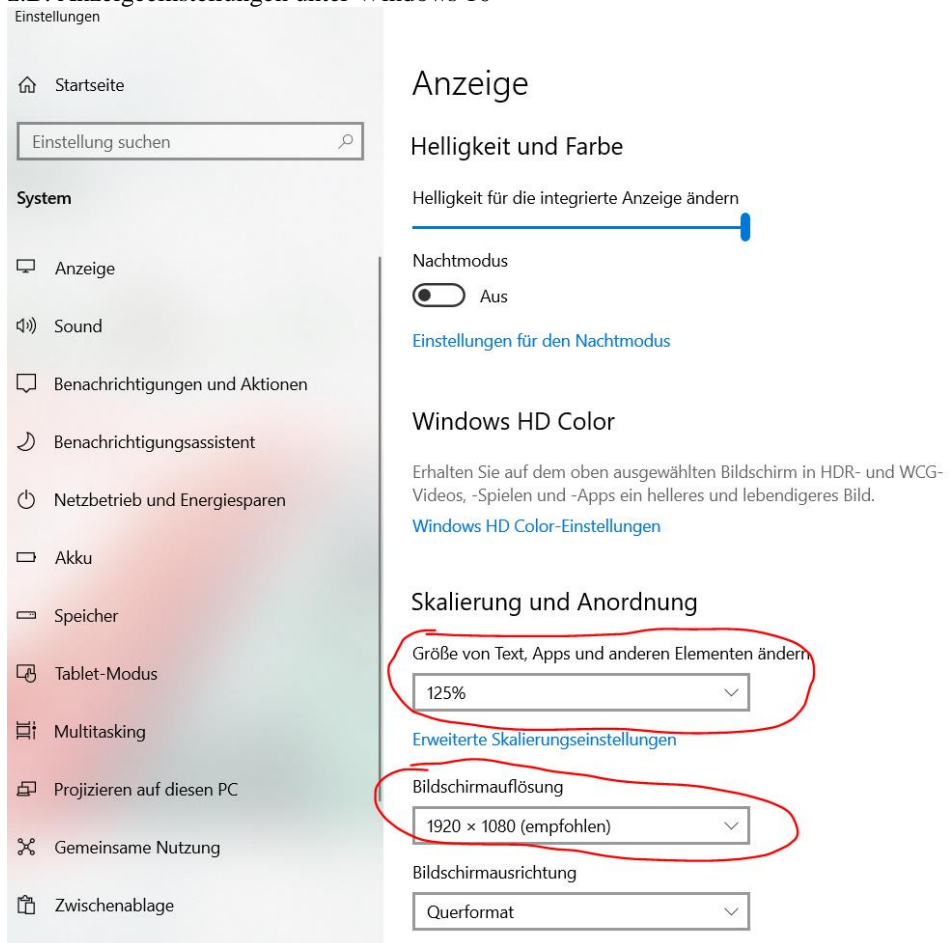 z.B. Anzeigeeinstellungen unter Windows 10
Einstellungen
Startseite
Einstellung suchen
System
Anzeige
Sound
Benachrichtigungen und Aktionen
Benachrichtigungsassistent
Netzbetrieb und Energiesparen
Akku
Speicher
Tablet-Modus
Multitasking
Projizieren auf diesen PC
Gemeinsame Nutzung
Zwischenablage
Anzeige
Helligkeit und Farbe
Helligkeit für die integrierte Anzeige ändern
Nachtmodus
Aus
Einstellungen für den Nachtmodus
Windows HD Color
Erhalten Sie auf dem oben ausgewählten Bildschirm in HDR- und WCG-
Videos, -Spielen und -Apps ein helleres und lebendigeres Bild.
Windows HD Color-Einstellungen
Skalierung und Anordnung
Größe von Text, Apps und anderen Elementen ändern
125%
Erweiterte Skalierungseinstellungen
Bildschirmauflösung
1920 × 1080 (empfohlen)
Bildschirmausrichtung
Querformat